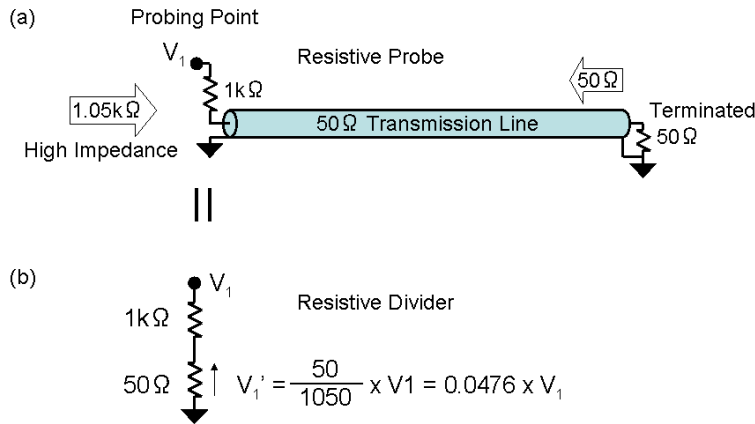 (a)
Probing Point
V₁
Resistive Probe
1kΩ
50Ω
1.05kΩ
50Ω Transmission Line
Terminated
50Ω
High Impedance
(b)
V₁
1kΩ
Resistive Divider
50Ω
V₁' = 50/1050 x V1 = 0.0476 x V₁